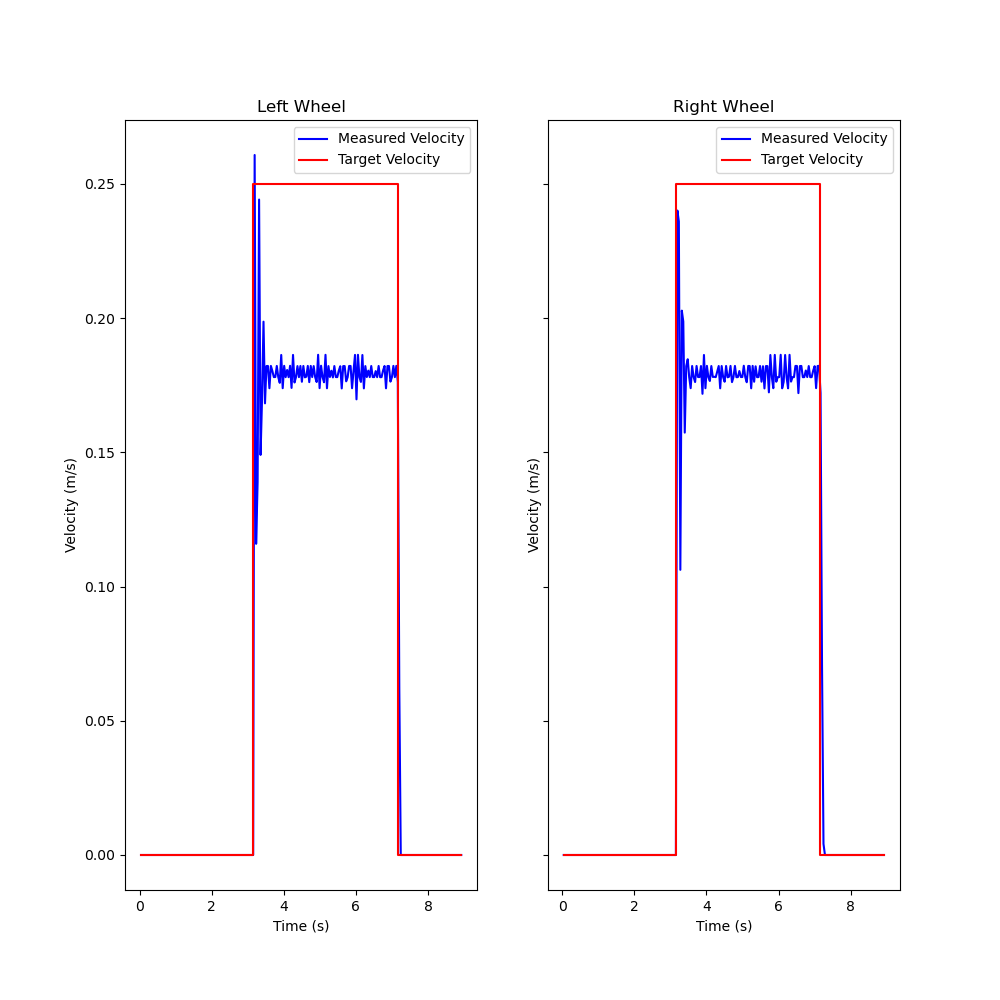 Left Wheel
Measured Velocity
Target Velocity
0.25
0.20
0.15
0.10
0.05
0.00
Velocity (m/s)
0 2 4 6 8
Time (s)
Right Wheel
Measured Velocity
Target Velocity
Velocity (m/s)
0 2 4 6 8
Time (s)